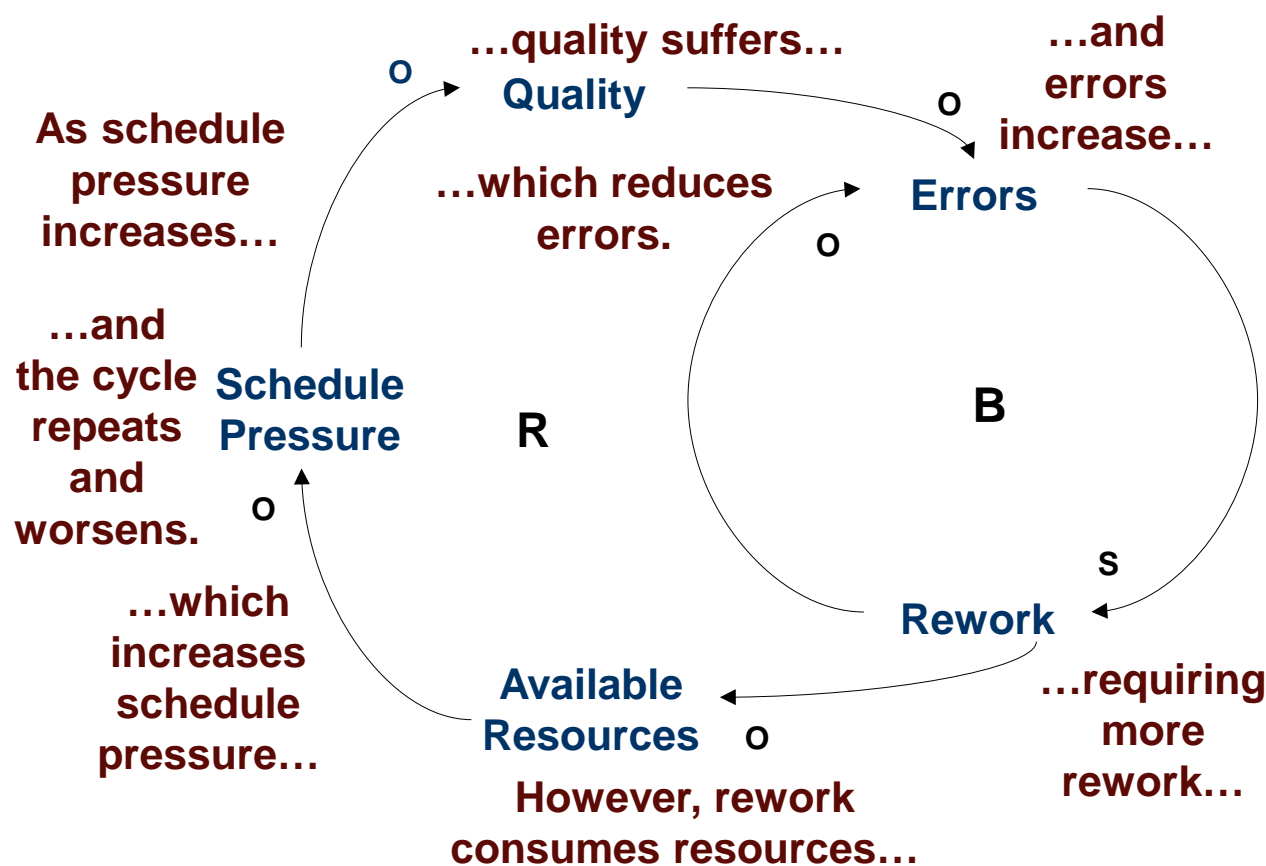 As schedule
pressure
increases…
O
…quality suffers…
Quality
O
…and
errors
increase…
Errors
…which reduces
errors.
O
…and
the cycle
repeats
and
worsens.
Schedule
Pressure
R
B
O
S
Rework
…requiring
more
rework…
Available
Resources
O
However, rework
consumes resources…
…which
increases
schedule
pressure…